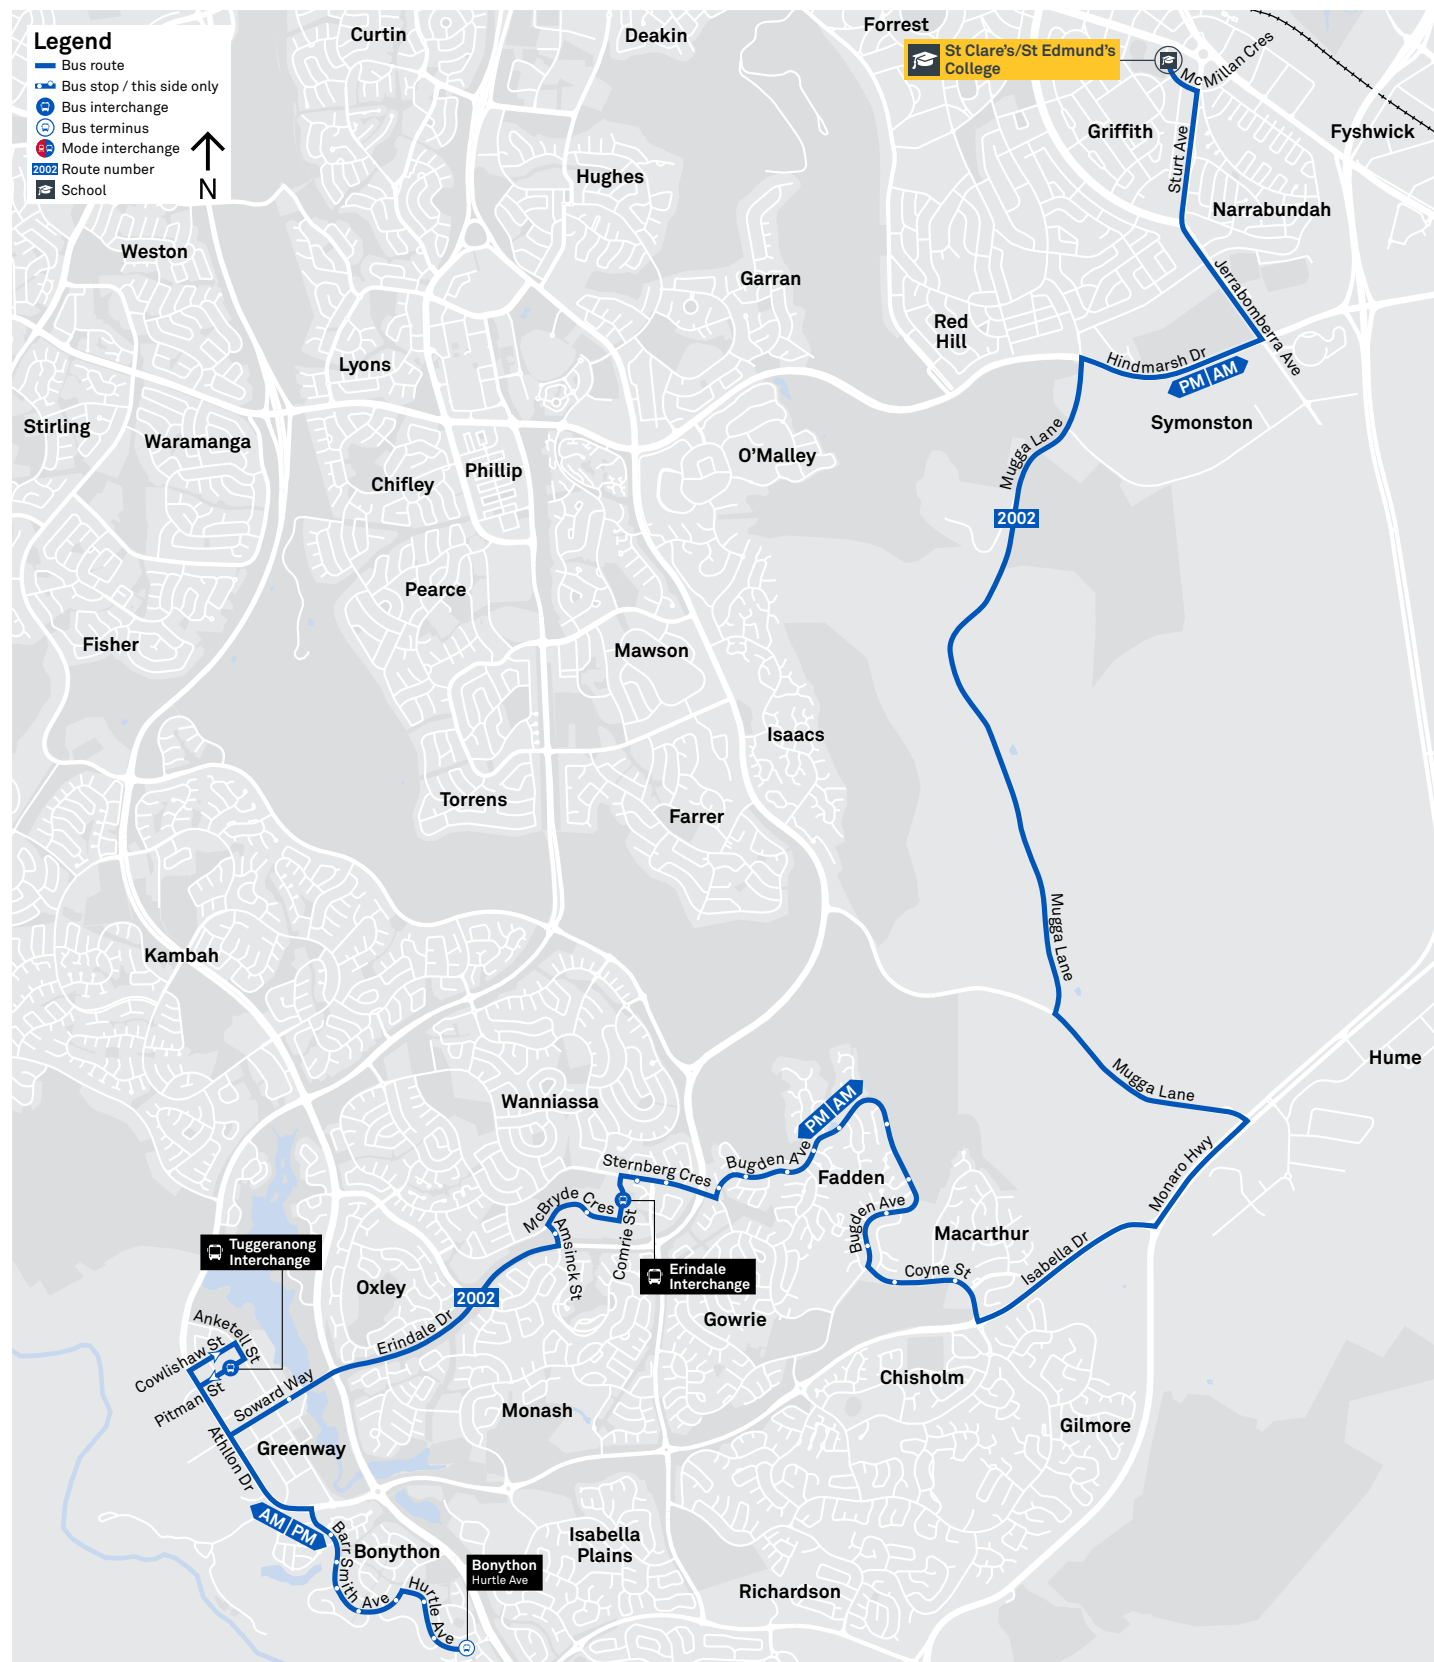 Legend
Bus route
Bus stop / this side only
Bus interchange
Bus terminus
Mode interchange
2002 Route number
School
N
Curtin
Deakin
Forrest
St Clare's/St Edmund's
College
McMillan Cres
Griffith
Fyshwick
Sturt Ave
Hughes
Narrabundah
Weston
Garran
Jerrabomberra Ave
Red
Hill
Lyons
Hindmarsh Dr
PM AM
Symonston
Stirling
Waramanga
Mugga Lane
O'Malley
Phillip
Chifley
2002
Pearce
Fisher
Mawson
Isaacs
Torrens
Farrer
Mugga Lane
Kambah
Hume
Mugga Lane
Wanniassa
PM AM
Bugden Ave
Sternberg Cres
Fadden
Monaro Hwy
McBryde Cres
Bugden Ave
Macarthur
Amsinck St
Comrie St
Tuggeranong
Interchange
Isabella Dr
Coyne St
Erindale
Interchange
Oxley
2002
Gowrie
Anketell St
Erindale Dr
Cowlishaw St
Chisholm
Pitman St
Soward Way
Monash
Gilmore
Athllon Dr
Greenway
AM PM
Isabella
Plains
Barr Smith Ave
Bonython
Bonython
Hurtle Ave
Hurtle Ave
Richardson